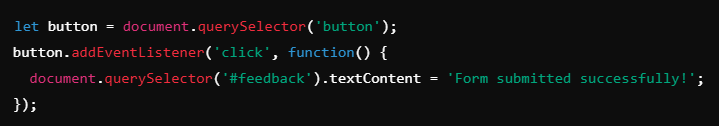 let button = document.querySelector('button');
button.addEventListener('click', function() {
  document.querySelector('#feedback').textContent = 'Form submitted successfully!';
});